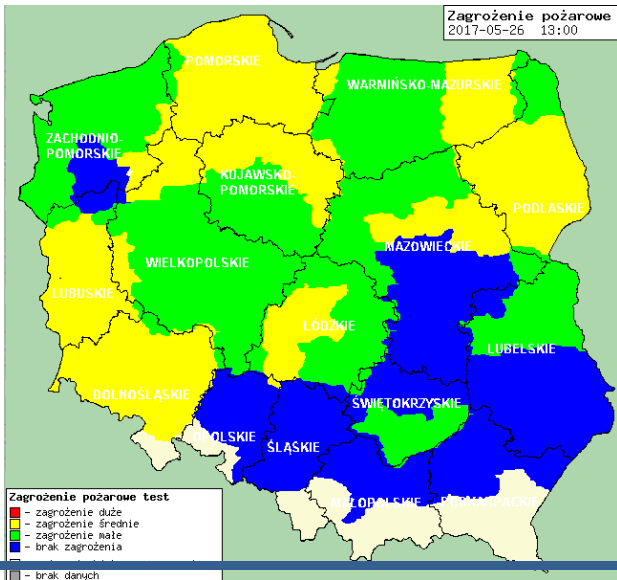 Zagrożenie pożarowe
2017-05-26 13:00
POMORSKIE
WARMIŃSKO-MAZURSKIE
ZACHODNIO-
POMORSKIE
KUJAWSKO-
POMORSKIE
PODLASKIE
MAZOWIECKIE
WIELKOPOLSKIE
LUBUSKIE
ŁÓDZKIE
LUBELSKIE
DOLNOŚLĄSKIE
ŚWIĘTOKRZYSKIE
OPOLSKIE
ŚLĄSKIE
MAŁOPOLSKIE
Zagrożenie pożarowe test
- zagrożenie duże
- zagrożenie średnie
- zagrożenie małe
- brak zagrożenia
- brak danych